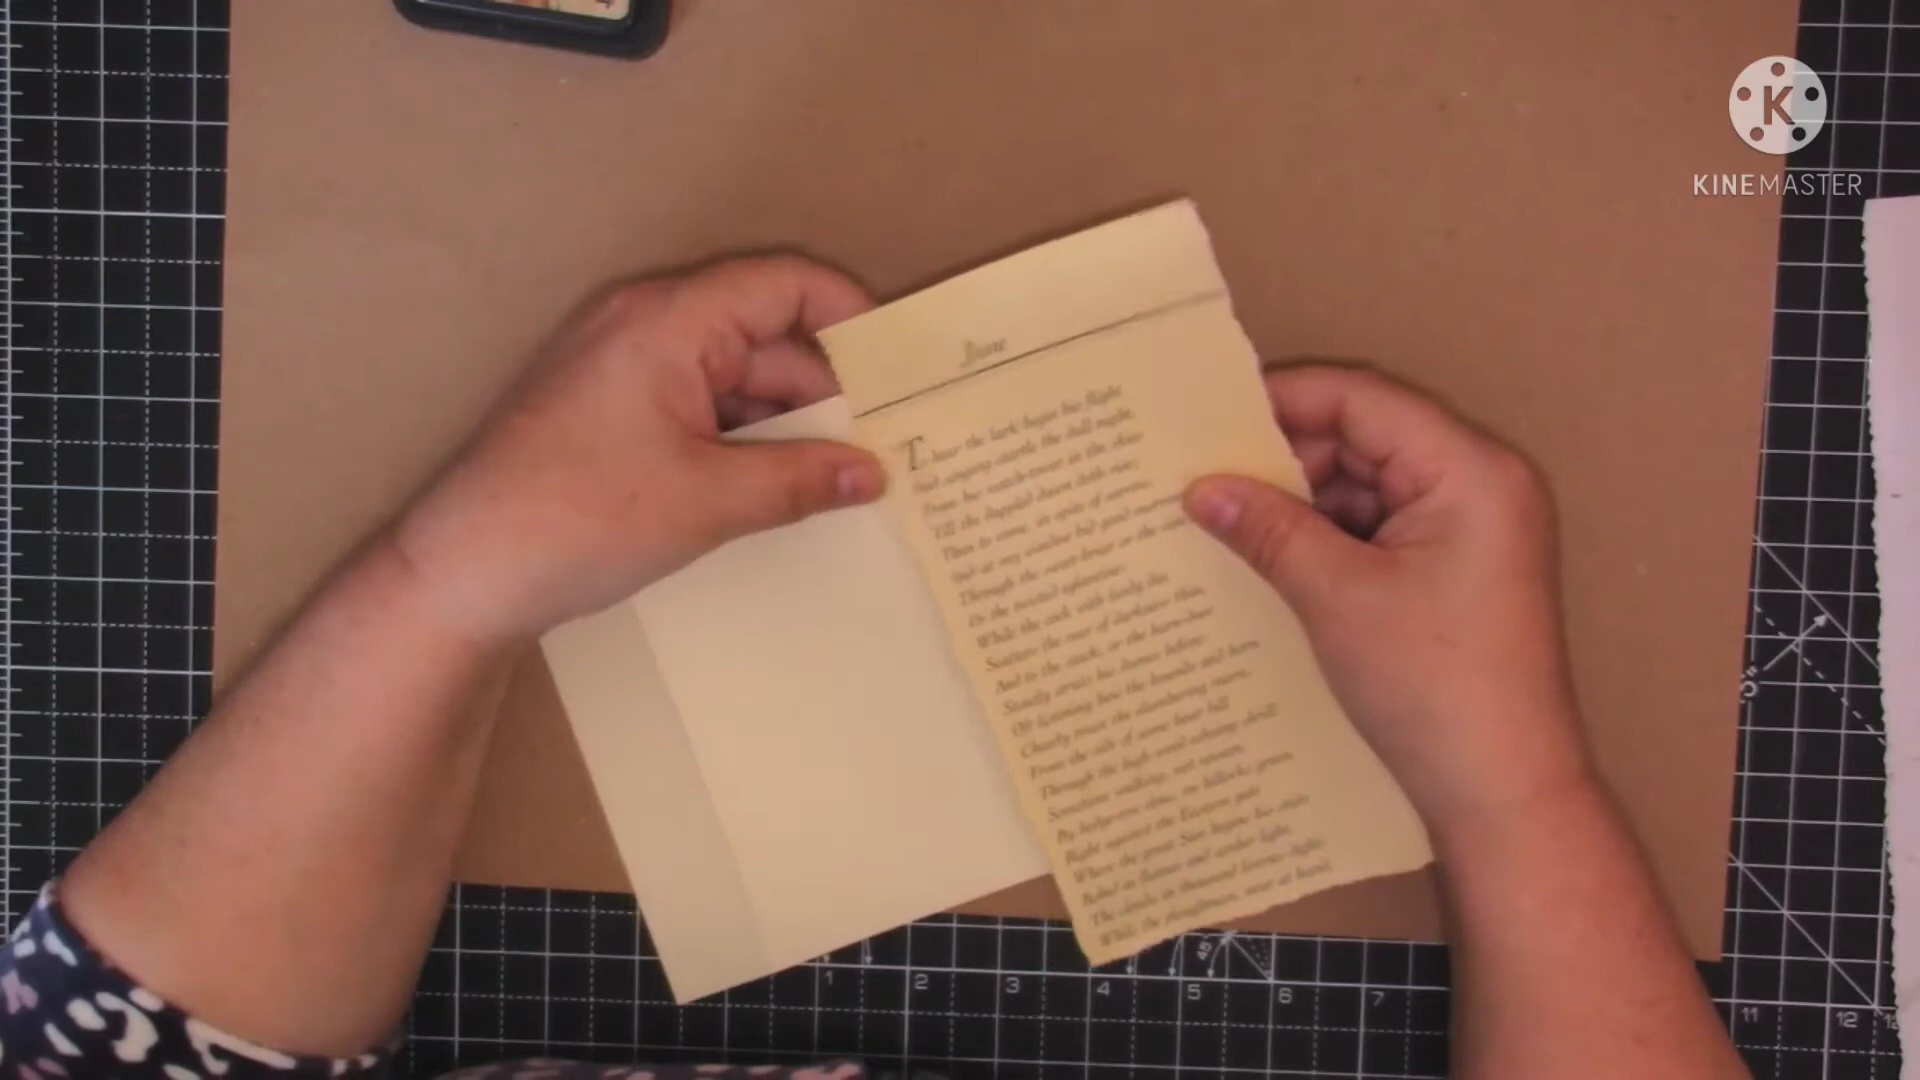 KINEMASTER
June
To hear the lark begin his flight
And singing startle the dull night,
From his watch-tower in the skies
Till the dappled dawn doth rise;
Then to come, in spite of sorrow,
And at my window bid good
Through the sweet-briar or the
Or the twisted eglantine:
While the cock with lively din
Scatters the rear of darkness thin,
And to the stack, or the barn-door
Stoutly struts his dames before:
Oft listening how the hounds and horn
Cheerly rouse the slumbering morn,
From the side of some hoar hill
Through the high wood echoing shrill
Sometime walking, not unseen
By hedge-row elms, on hillocks green,
Right against the Eastern gate
Where the great Sun begins his state
Robed in flames and amber light,
The clouds in thousand liveries dight;
While the ploughman, near at hand,
1 2 3 4 45° 5 6 7 11 12